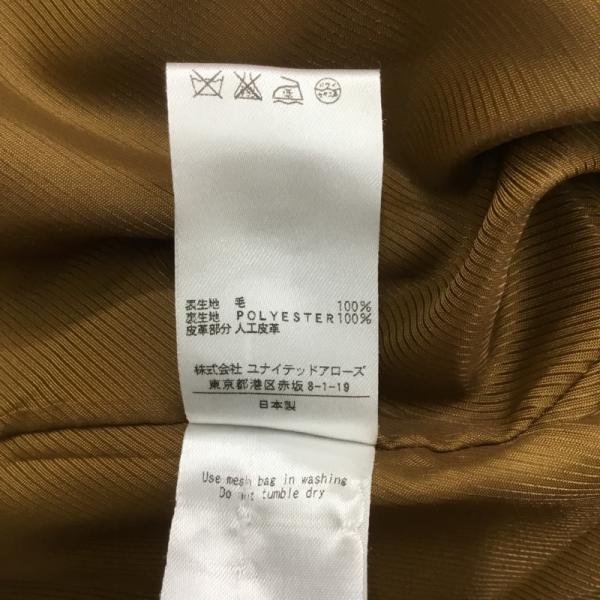 表生地 毛 100%
裏生地 POLYESTER100%
皮革部分 人工皮革
株式会社 ユナイテッドアローズ
東京都港区赤坂 8-1-19
日本製
Use mesh bag in washing
Do not tumble dry